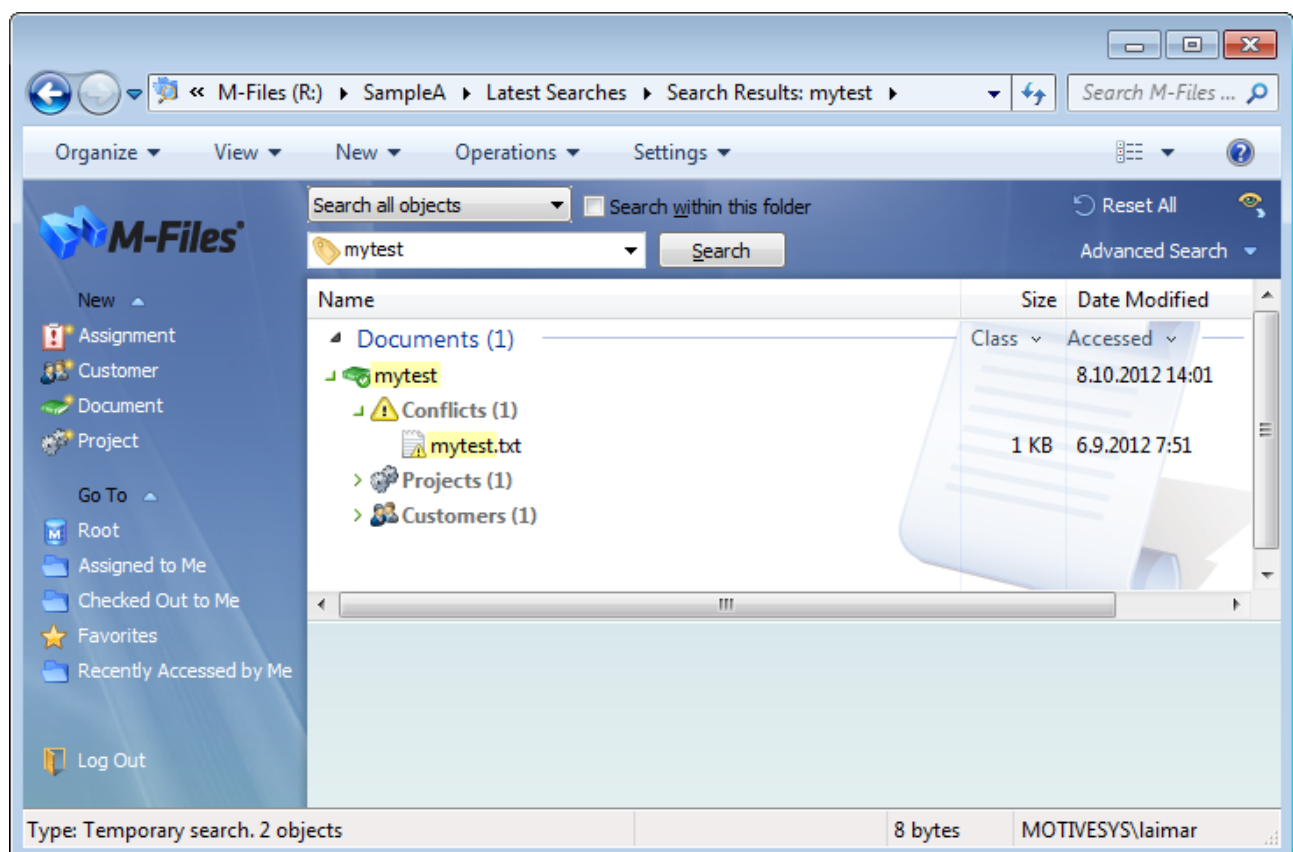 « M-Files (R:) SampleA Latest Searches Search Results: mytest Search M-Files ...
Organize View New Operations Settings
Search all objects Search within this folder Reset All
M-Files
mytest Search Advanced Search
New
Assignment
Customer
Document
Project
Go To
Root
Assigned to Me
Checked Out to Me
Favorites
Recently Accessed by Me
Log Out
Name Size Date Modified
Documents (1) Class Accessed
mytest 8.10.2012 14:01
Conflicts (1)
mytest.txt 1 KB 6.9.2012 7:51
Projects (1)
Customers (1)
Type: Temporary search. 2 objects 8 bytes MOTIVESYS\laimar